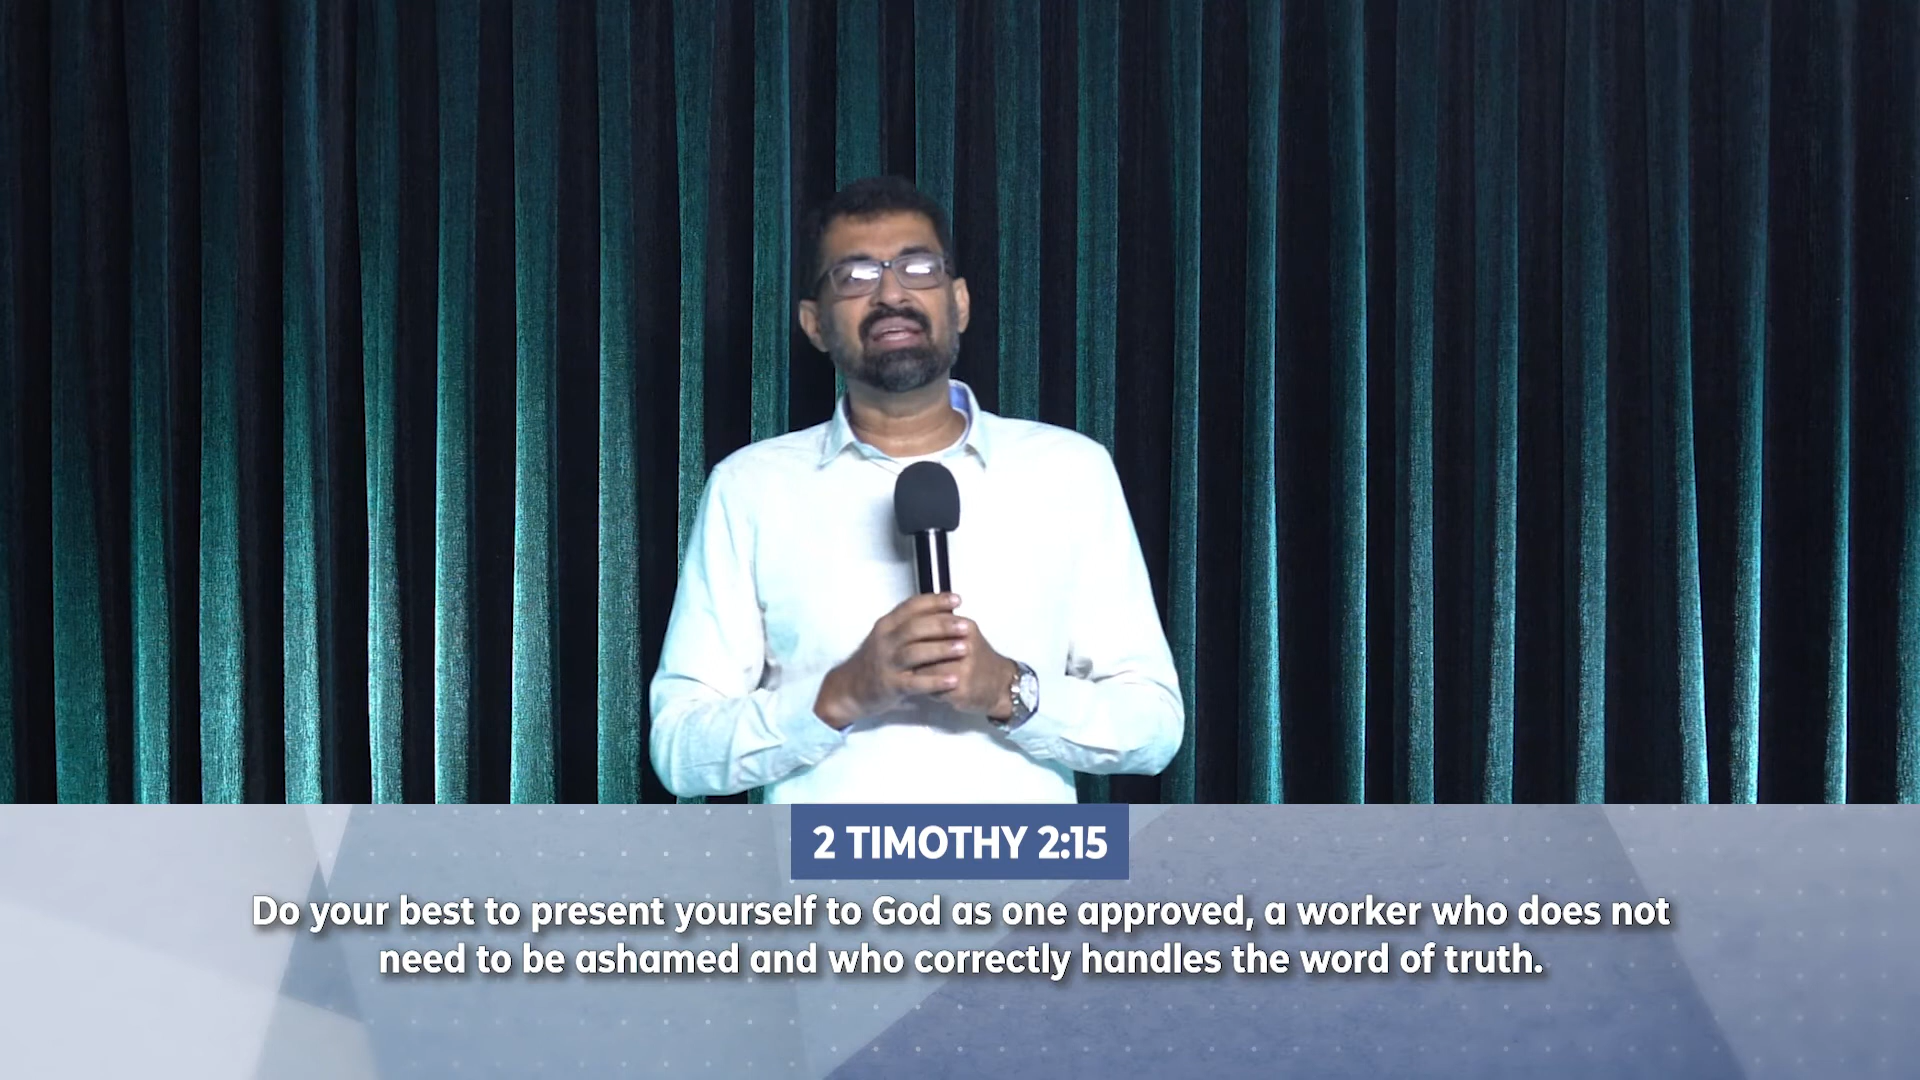 2 TIMOTHY 2:15
Do your best to present yourself to God as one approved, a worker who does not
need to be ashamed and who correctly handles the word of truth.